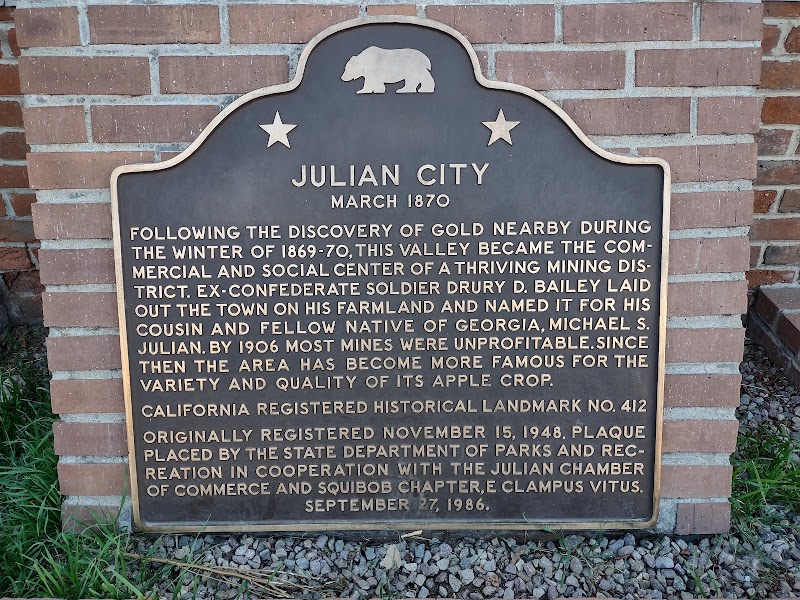 JULIAN CITY
MARCH 1870
FOLLOWING THE DISCOVERY OF GOLD NEARBY DURING
THE WINTER OF 1869-70, THIS VALLEY BECAME THE COM-
MERCIAL AND SOCIAL CENTER OF A THRIVING MINING DIS-
TRICT. EX-CONFEDERATE SOLDIER DRURY D. BAILEY LAID
OUT THE TOWN ON HIS FARMLAND AND NAMED IT FOR HIS
COUSIN AND FELLOW NATIVE OF GEORGIA, MICHAEL S.
JULIAN. BY 1906 MOST MINES WERE UNPROFITABLE. SINCE
THEN THE AREA HAS BECOME MORE FAMOUS FOR THE
VARIETY AND QUALITY OF ITS APPLE CROP.
CALIFORNIA REGISTERED HISTORICAL LANDMARK NO. 412
ORIGINALLY REGISTERED NOVEMBER 15, 1948, PLAQUE
PLACED BY THE STATE DEPARTMENT OF PARKS AND REC-
REATION IN COOPERATION WITH THE JULIAN CHAMBER
OF COMMERCE AND SQUIBOB CHAPTER, E CLAMPUS VITUS.
SEPTEMBER 27, 1986.